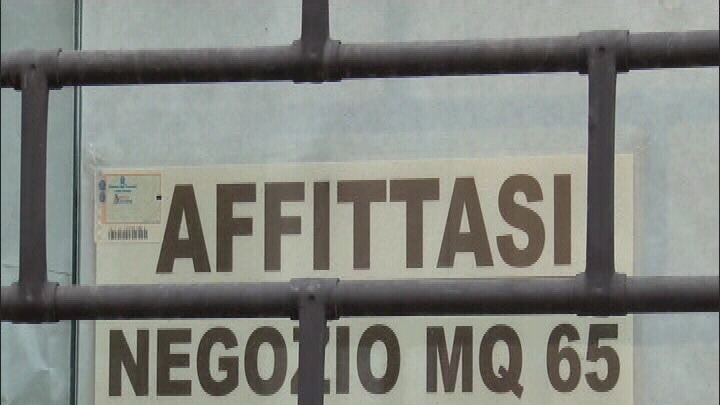 AFFITTASI
NEGOZIO MQ 65